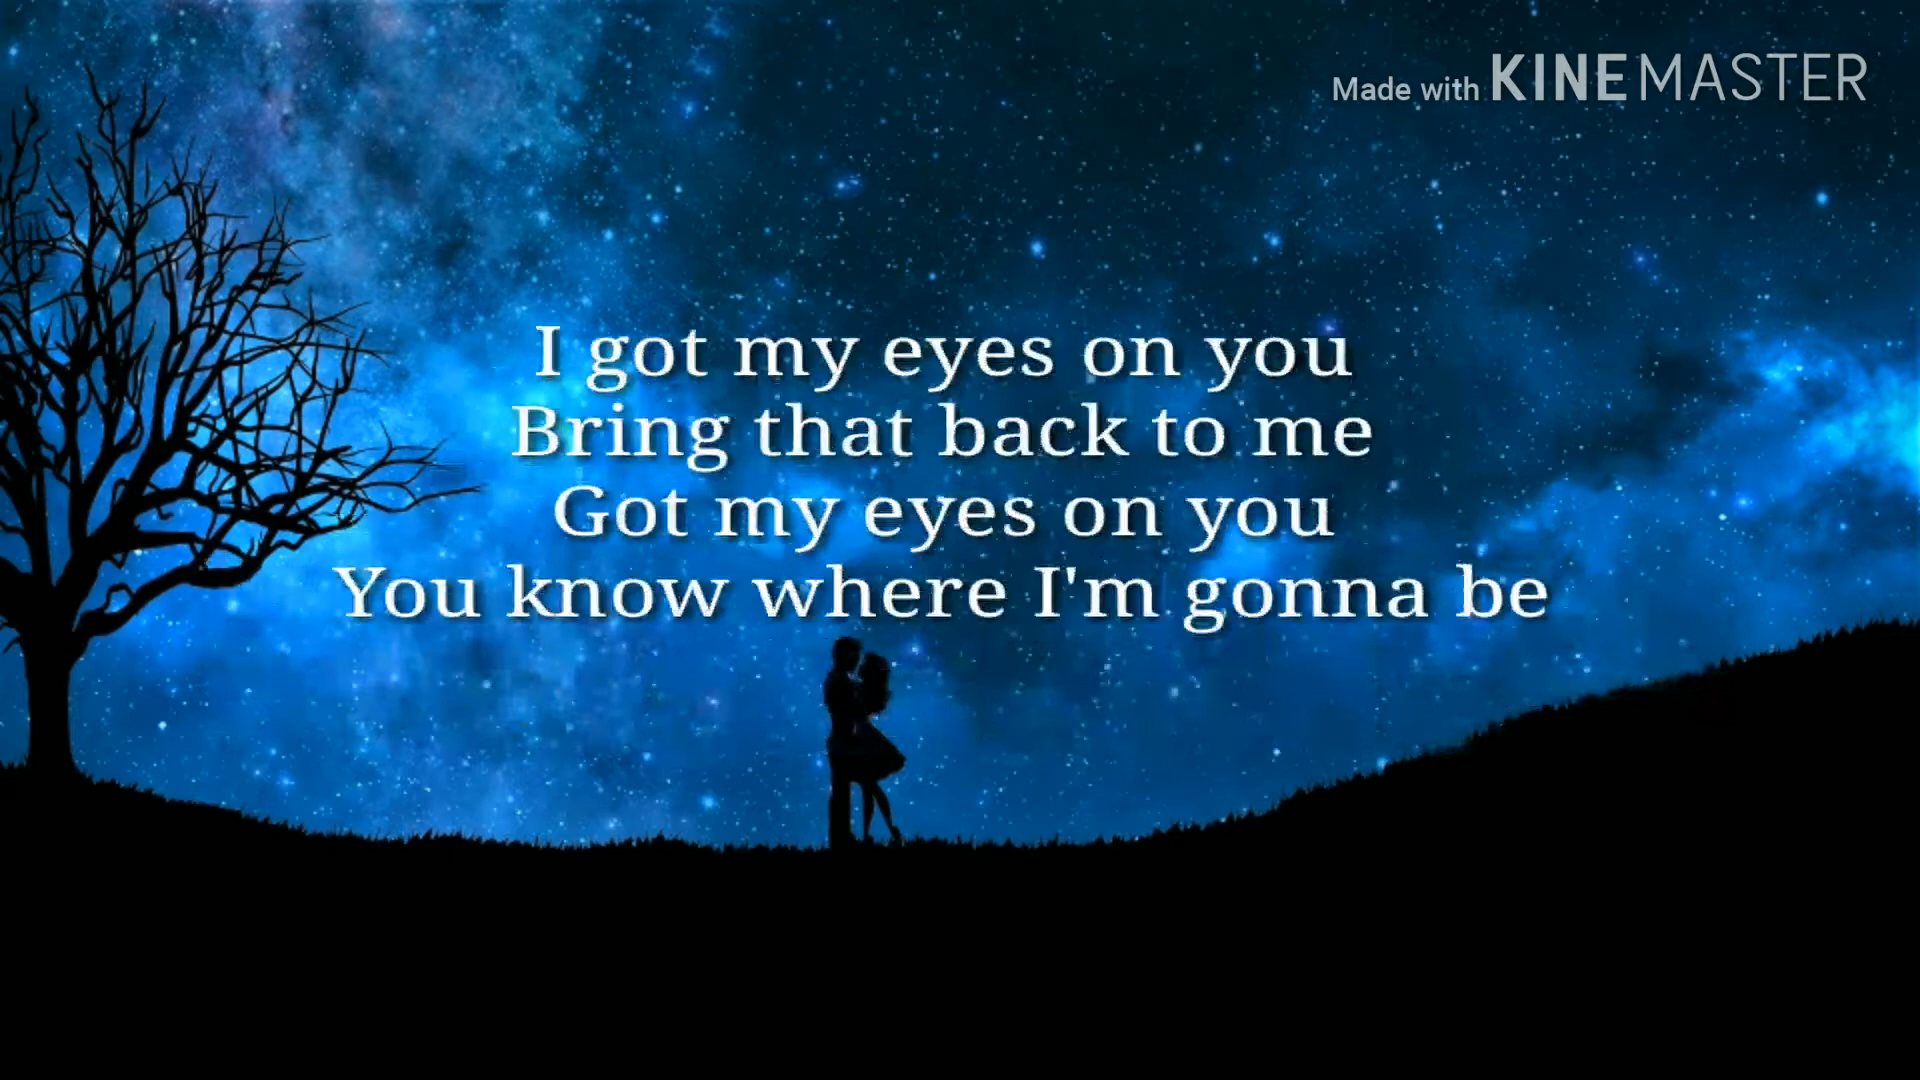 Made with KINEMASTER
I got my eyes on you
Bring that back to me
Got my eyes on you
You know where I'm gonna be